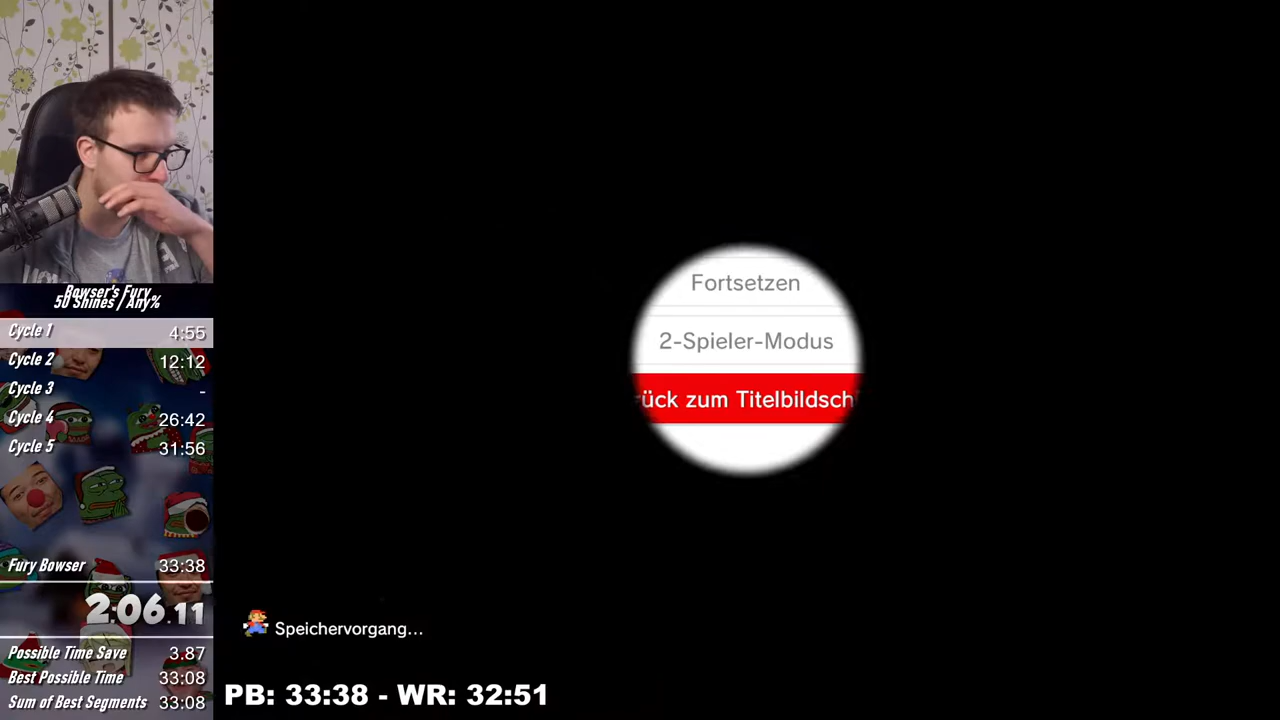 Bowser's Fury
50 Shines / Any%
Cycle 1 4:55
Cycle 2 12:12
Cycle 3 -
Cycle 4 26:42
Cycle 5 31:56
Fury Bowser 33:38
2:06.11
Possible Time Save 3.87
Best Possible Time 33:08
Sum of Best Segments 33:08
Fortsetzen
2-Spieler-Modus
ück zum Titelbildsch
Speichervorgang...
PB: 33:38 - WR: 32:51